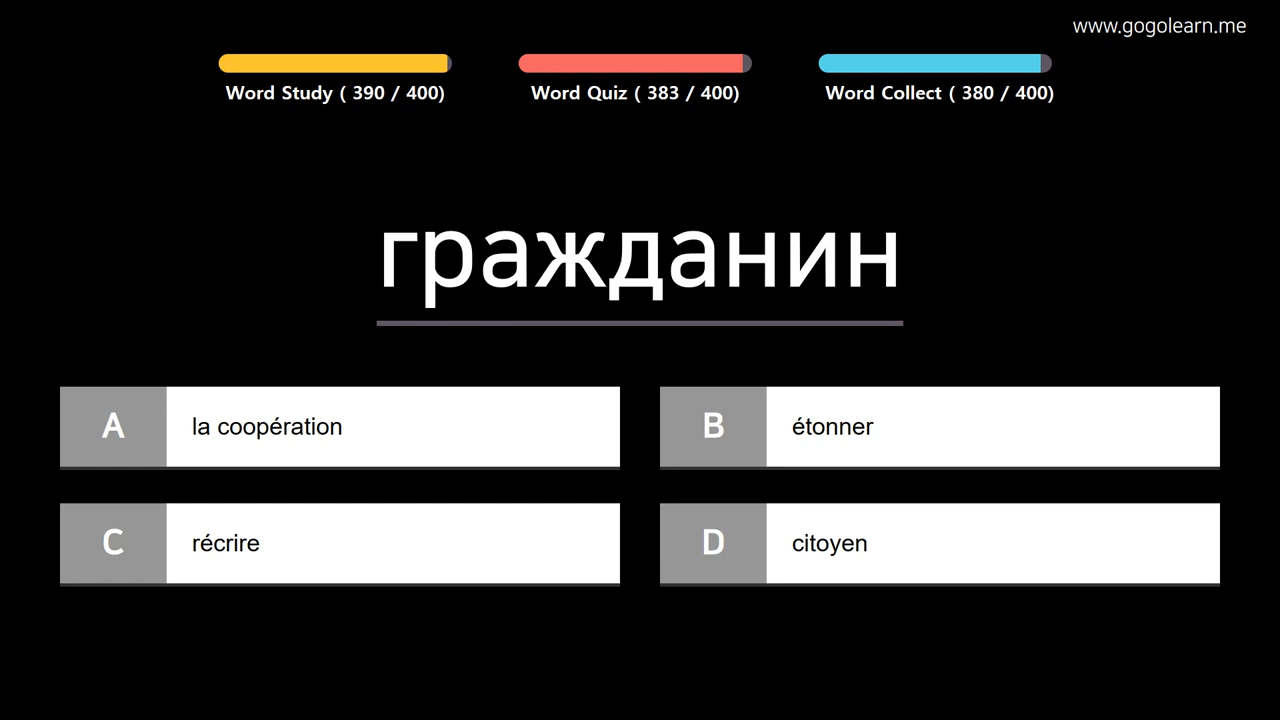 www.gogolearn.me
Word Study ( 390 / 400)
Word Quiz ( 383 / 400)
Word Collect ( 380 / 400)
гражданин
A la coopération
B étonner
C récrire
D citoyen